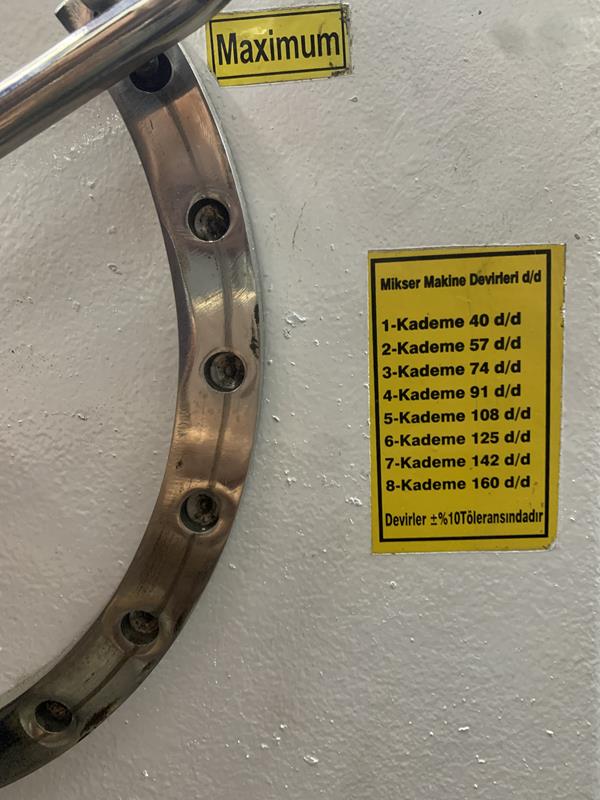 Maximum
Mikser Makine Devirleri d/d
1-Kademe 40 d/d
2-Kademe 57 d/d
3-Kademe 74 d/d
4-Kademe 91 d/d
5-Kademe 108 d/d
6-Kademe 125 d/d
7-Kademe 142 d/d
8-Kademe 160 d/d
Devirler ±%10Töleransındadır